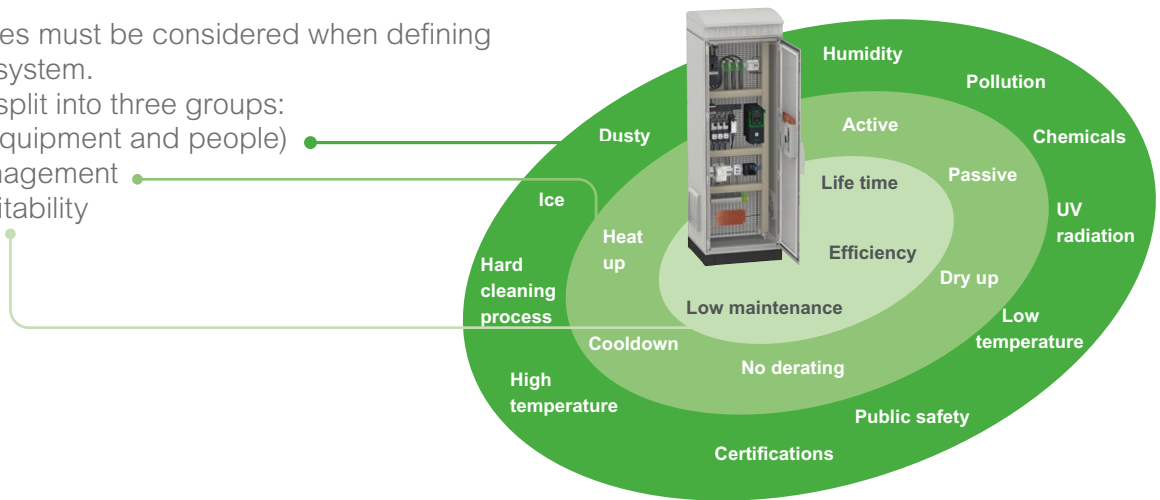 es must be considered when defining
system.
split into three groups:
quipment and people)
nagement
itability
Humidity
Pollution
Dusty
Active
Chemicals
Life time
Passive
Ice
UV
radiation
Heat
up
Efficiency
Hard
cleaning
process
Dry up
Low maintenance
Low
temperature
Cooldown
No derating
High
temperature
Public safety
Certifications